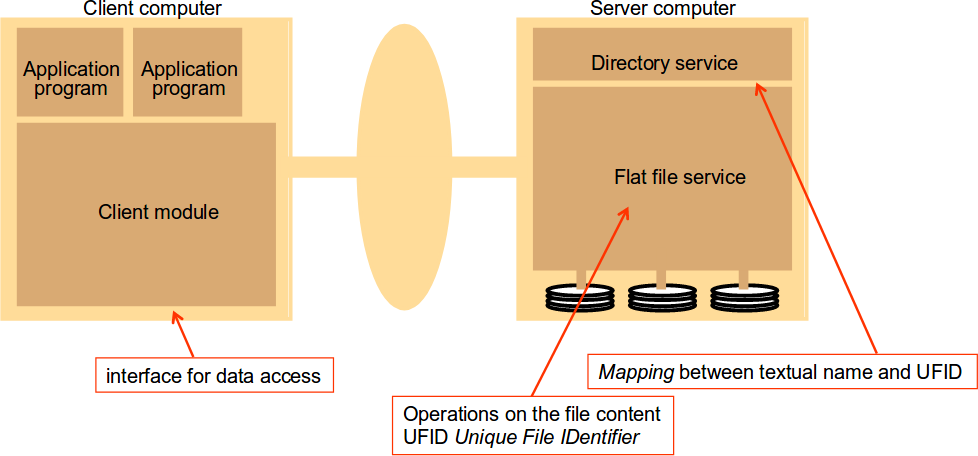 Client computer
Server computer
Application
program
Application
program
Directory service
Client module
Flat file service
interface for data access
Mapping between textual name and UFID
Operations on the file content
UFID Unique File IDentifier